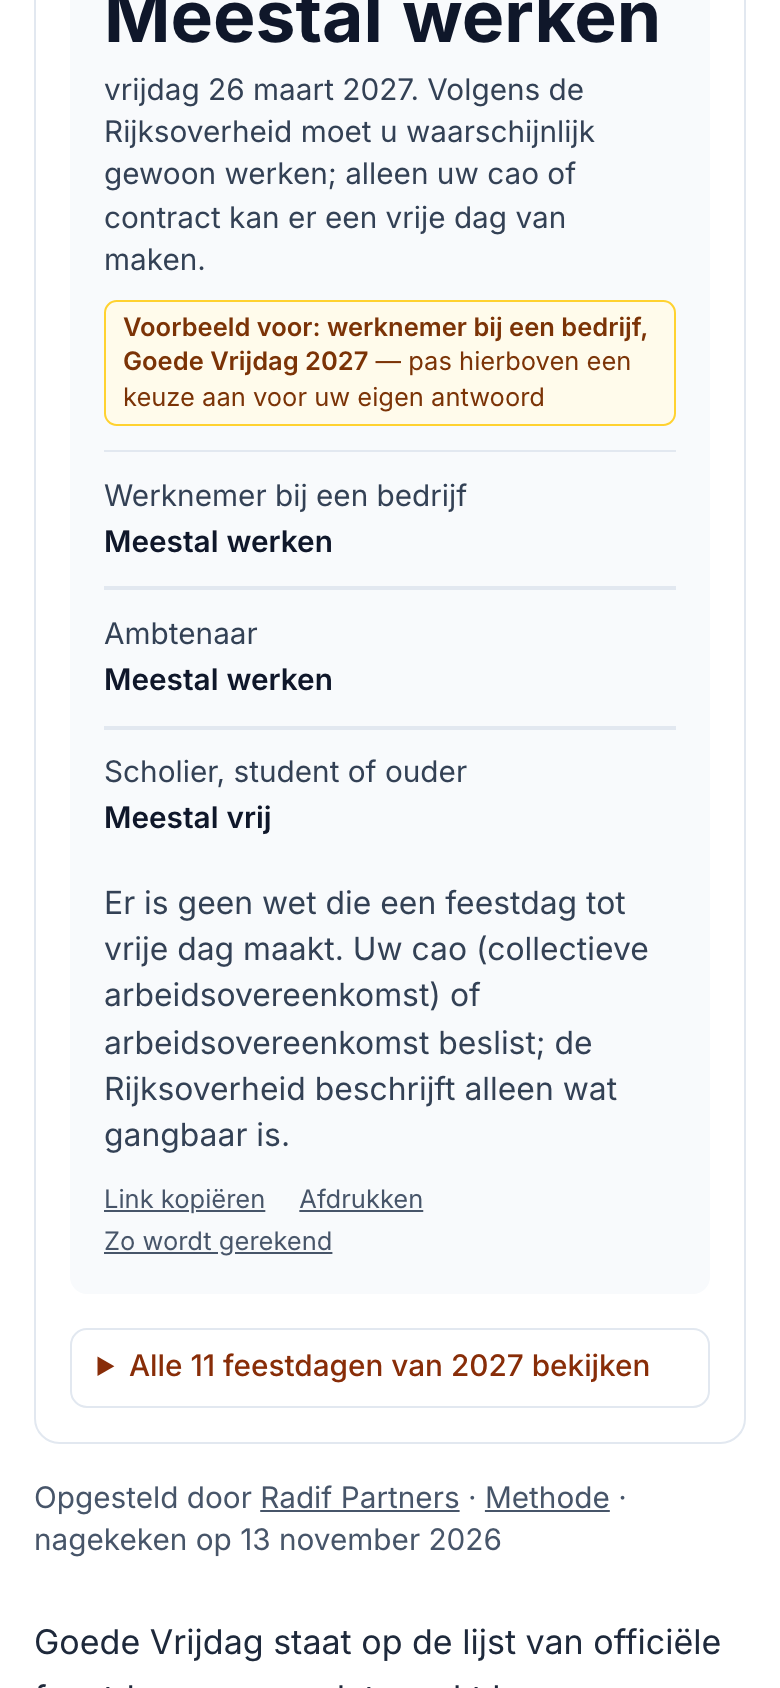 Meestal werken
vrijdag 26 maart 2027. Volgens de
Rijksoverheid moet u waarschijnlijk
gewoon werken; alleen uw cao of
contract kan er een vrije dag van
maken.
Voorbeeld voor: werknemer bij een bedrijf,
Goede Vrijdag 2027 — pas hierboven een
keuze aan voor uw eigen antwoord
Werknemer bij een bedrijf
Meestal werken
Ambtenaar
Meestal werken
Scholier, student of ouder
Meestal vrij
Er is geen wet die een feestdag tot
vrije dag maakt. Uw cao (collectieve
arbeidsovereenkomst) of
arbeidsovereenkomst beslist; de
Rijksoverheid beschrijft alleen wat
gangbaar is.
Link kopiëren Afdrukken
Zo wordt gerekend
▶ Alle 11 feestdagen van 2027 bekijken
Opgesteld door Radif Partners · Methode ·
nagekeken op 13 november 2026
Goede Vrijdag staat op de lijst van officiële